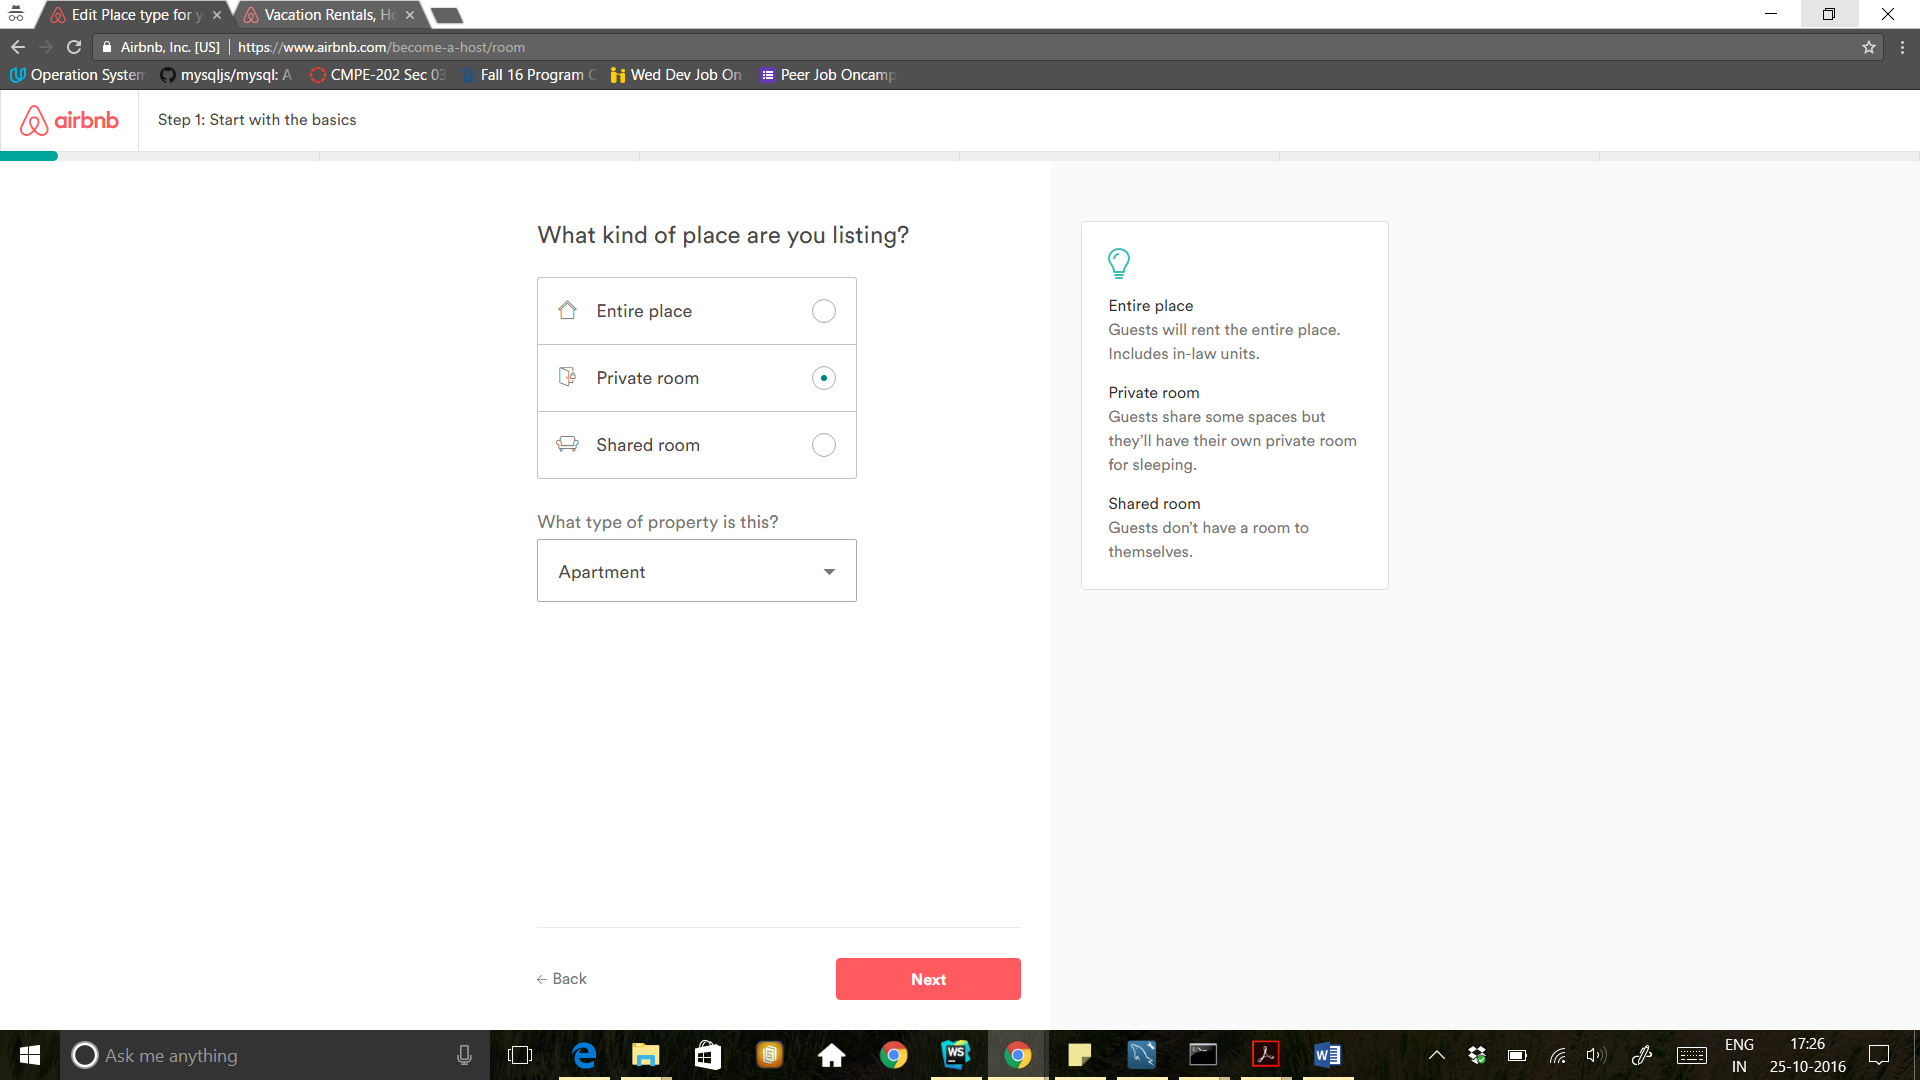 Edit Place type for y
Vacation Rentals, Ho
Airbnb, Inc. [US] https://www.airbnb.com/become-a-host/room
Operation System
mysqljs/mysql: A
CMPE-202 Sec 03
Fall 16 Program C
Wed Dev Job On
Peer Job Oncamp
airbnb
Step 1: Start with the basics
What kind of place are you listing?
Entire place
Private room
Shared room
What type of property is this?
Apartment
← Back
Next
Entire place
Guests will rent the entire place.
Includes in-law units.
Private room
Guests share some spaces but
they’ll have their own private room
for sleeping.
Shared room
Guests don’t have a room to
themselves.
Ask me anything
WS
W
ENG
IN
17:26
25-10-2016